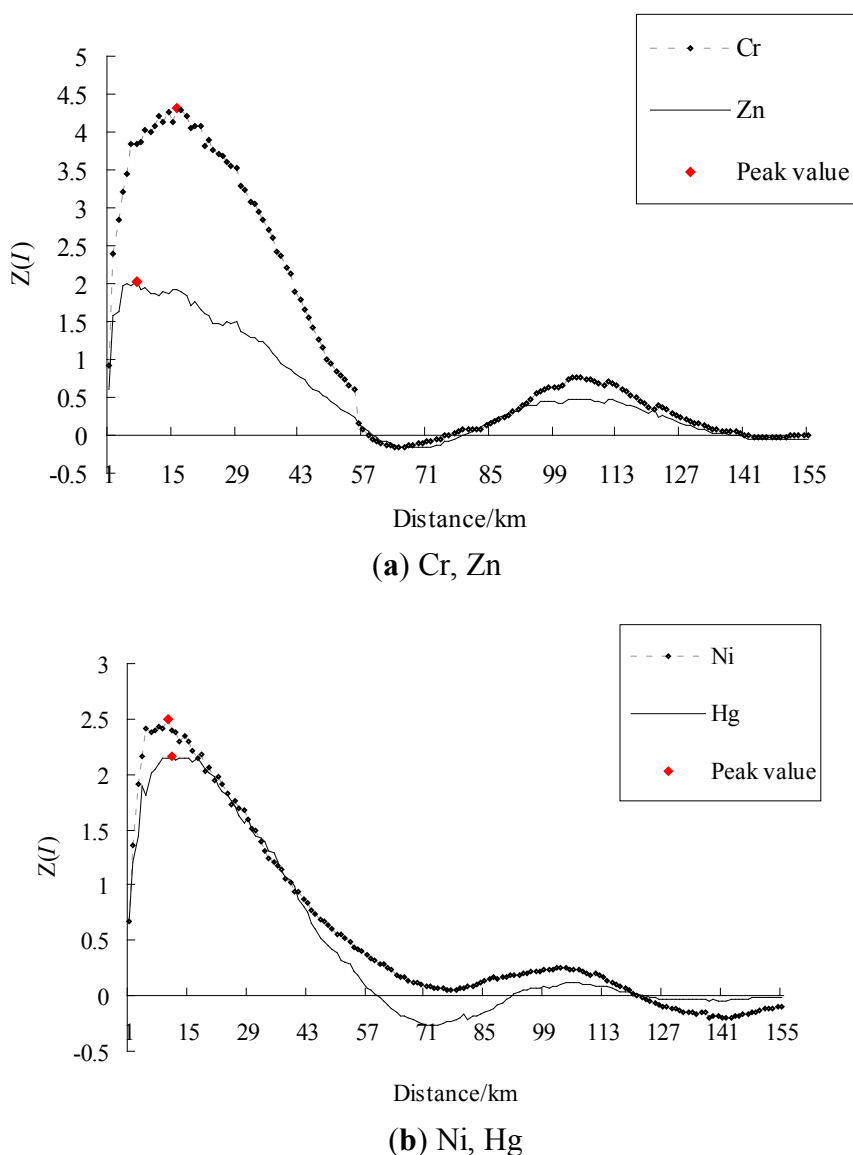 Cr
Zn
Peak value
5
4.5
4
3.5
3
2.5
2
1.5
1
0.5
0
-0.5
Z(I)
1 15 29 43 57 71 85 99 113 127 141 155
Distance/km
(a) Cr, Zn
Ni
Hg
Peak value
3
2.5
2
1.5
1
0.5
0
-0.5
Z(I)
1 15 29 43 57 71 85 99 113 127 141 155
Distance/km
(b) Ni, Hg